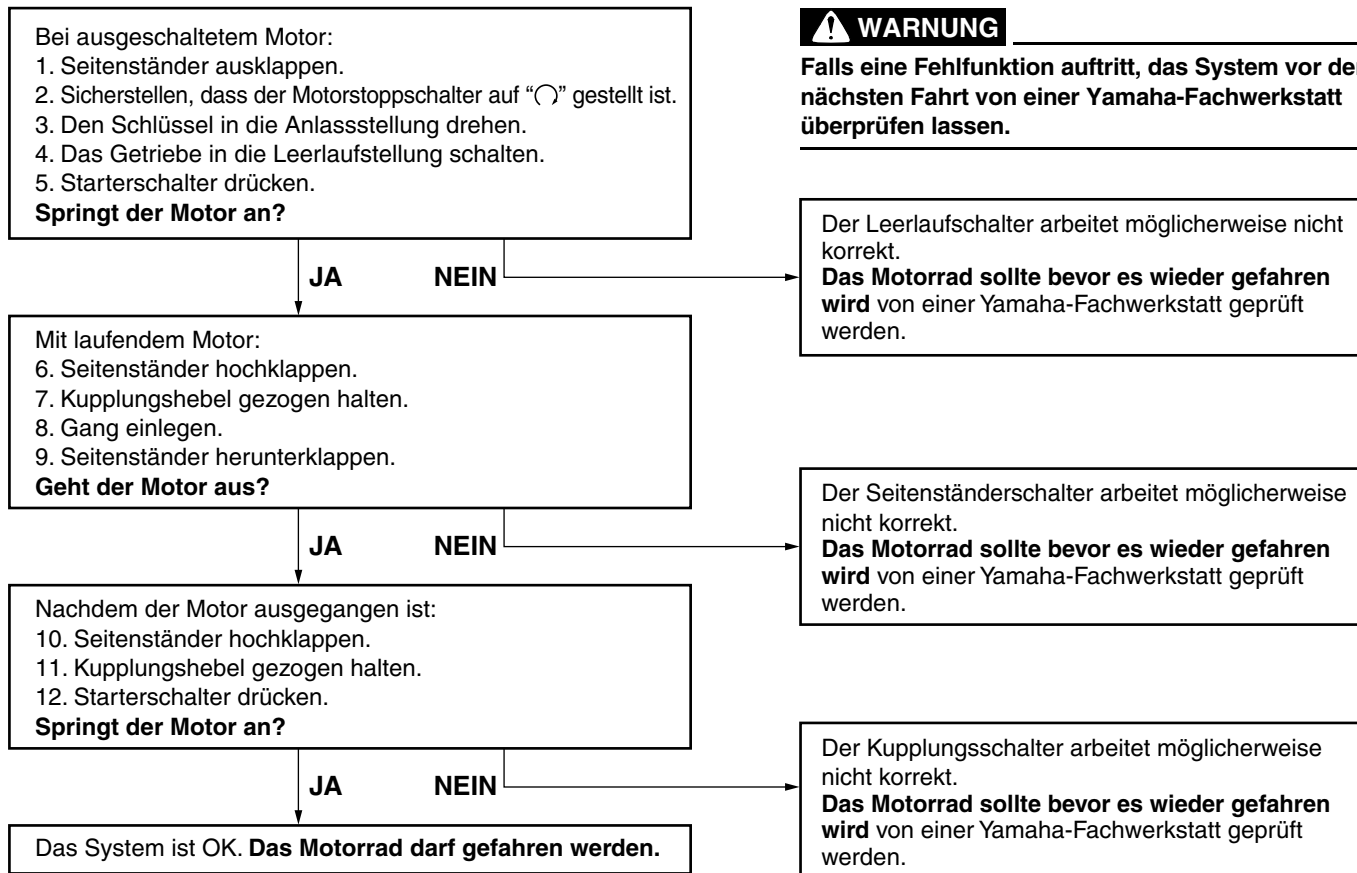 Bei ausgeschaltetem Motor:
1. Seitenständer ausklappen.
2. Sicherstellen, dass der Motorstoppschalter auf “◯” gestellt ist.
3. Den Schlüssel in die Anlassstellung drehen.
4. Das Getriebe in die Leerlaufstellung schalten.
5. Starterschalter drücken.
Springt der Motor an?
WARNUNG
Falls eine Fehlfunktion auftritt, das System vor der
nächsten Fahrt von einer Yamaha-Fachwerkstatt
überprüfen lassen.
JA
NEIN
Der Leerlaufschalter arbeitet möglicherweise nicht
korrekt.
Das Motorrad sollte bevor es wieder gefahren
wird von einer Yamaha-Fachwerkstatt geprüft
werden.
Mit laufendem Motor:
6. Seitenständer hochklappen.
7. Kupplungshebel gezogen halten.
8. Gang einlegen.
9. Seitenständer herunterklappen.
Geht der Motor aus?
JA
NEIN
Der Seitenständerschalter arbeitet möglicherweise
nicht korrekt.
Das Motorrad sollte bevor es wieder gefahren
wird von einer Yamaha-Fachwerkstatt geprüft
werden.
Nachdem der Motor ausgegangen ist:
10. Seitenständer hochklappen.
11. Kupplungshebel gezogen halten.
12. Starterschalter drücken.
Springt der Motor an?
JA
NEIN
Der Kupplungsschalter arbeitet möglicherweise
nicht korrekt.
Das Motorrad sollte bevor es wieder gefahren
wird von einer Yamaha-Fachwerkstatt geprüft
werden.
Das System ist OK. Das Motorrad darf gefahren werden.